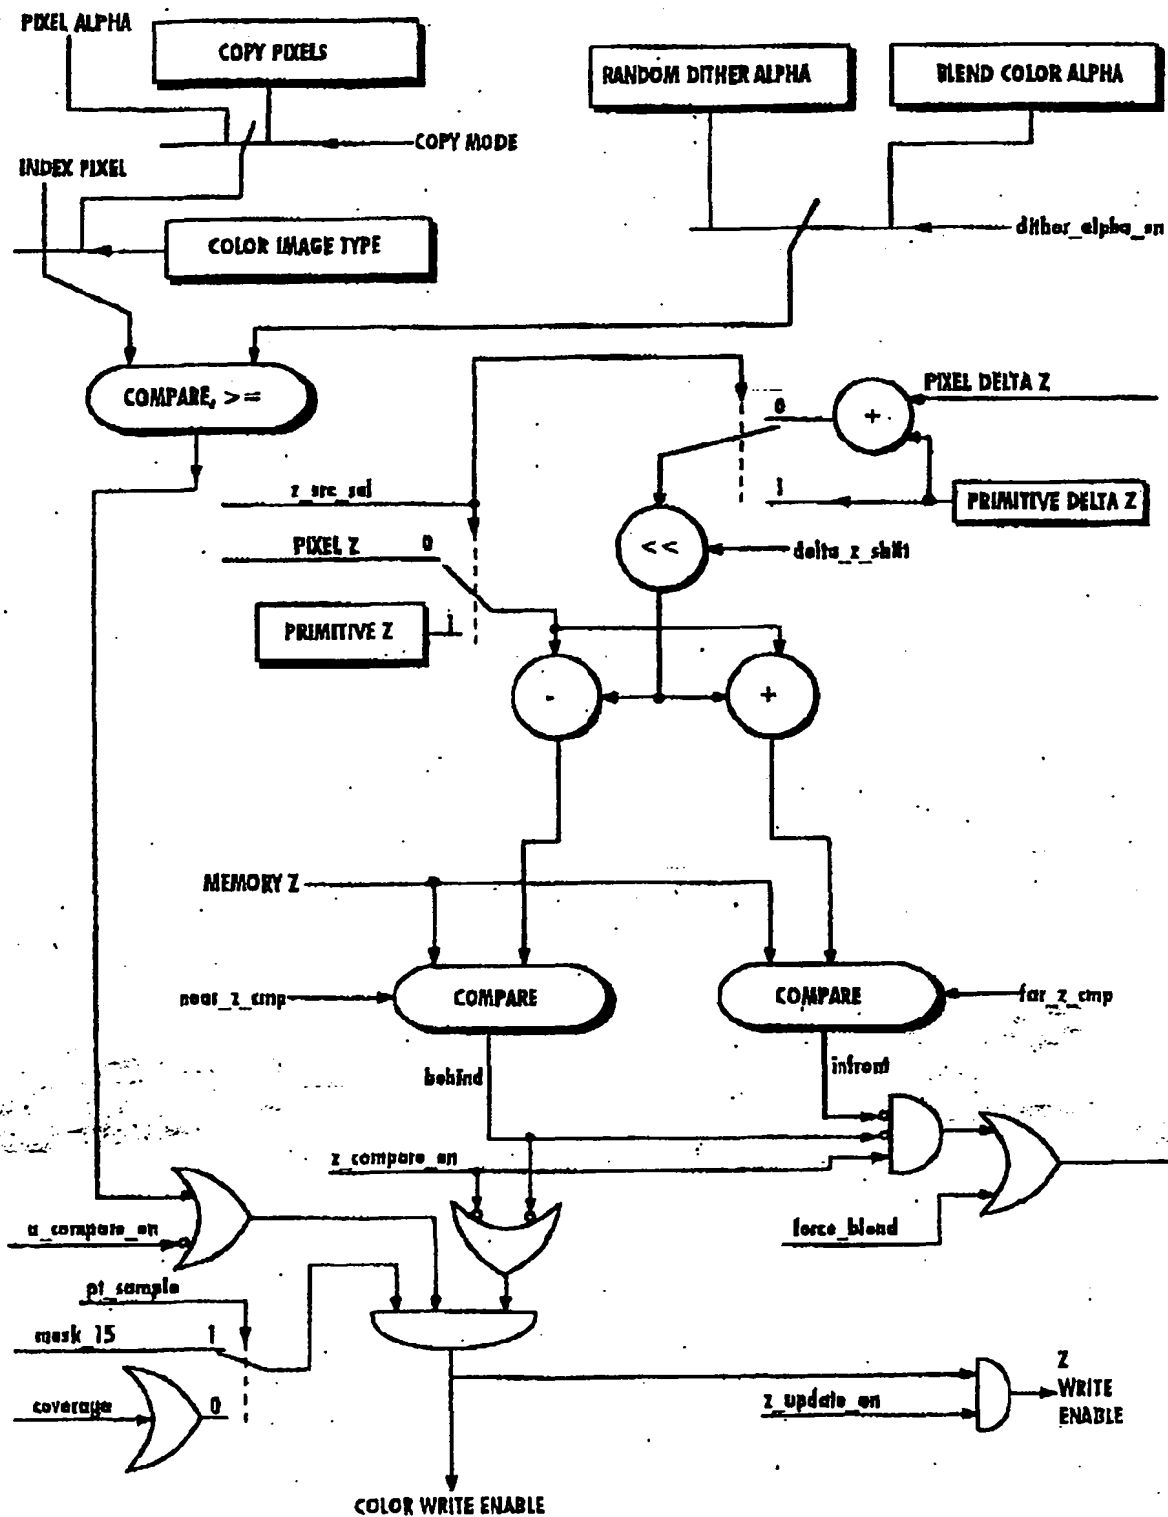 PIXEL ALPHA
COPY PIXELS
RANDOM DITHER ALPHA
BLEND COLOR ALPHA
COPY MODE
INDEX PIXEL
COLOR IMAGE TYPE
dither_alpha_en
COMPARE, >=
PIXEL DELTA Z
0
+
z_src_sel
1
PRIMITIVE DELTA Z
PIXEL Z
0
<<
delta_z_shift
PRIMITIVE Z
1
-
+
MEMORY Z
near_z_cmp
COMPARE
COMPARE
far_z_cmp
behind
infront
z_compare_en
a_compare_en
force_blend
pt_sample
mask_15
1
coverage
0
z_update_en
Z
WRITE
ENABLE
COLOR WRITE ENABLE